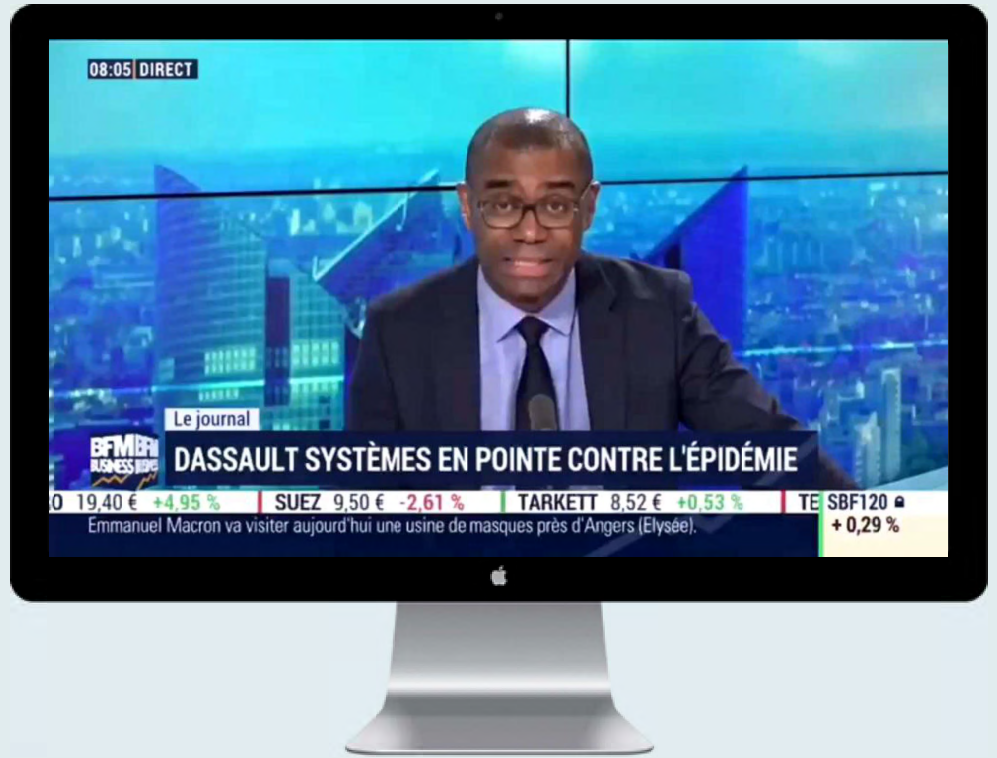 08:05 DIRECT
Le journal
BFM BFM
BUSINESS
DASSAULT SYSTÈMES EN POINTE CONTRE L'ÉPIDÉMIE
O 19,40 € +4,95 % SUEZ 9,50 € -2,61 % TARKETT 8,52 € +0,53 % TE SBF120
Emmanuel Macron va visiter aujourd'hui une usine de masques près d'Angers (Elysée).
+ 0,29 %